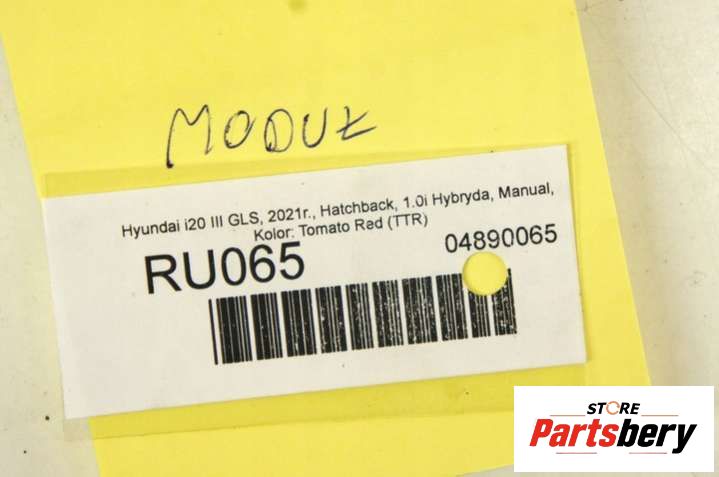 MODUŁ
Hyundai i20 III GLS, 2021r., Hatchback, 1.0i Hybryda, Manual,
Kolor: Tomato Red (TTR)
RU065 04890065
STORE
Partsbery